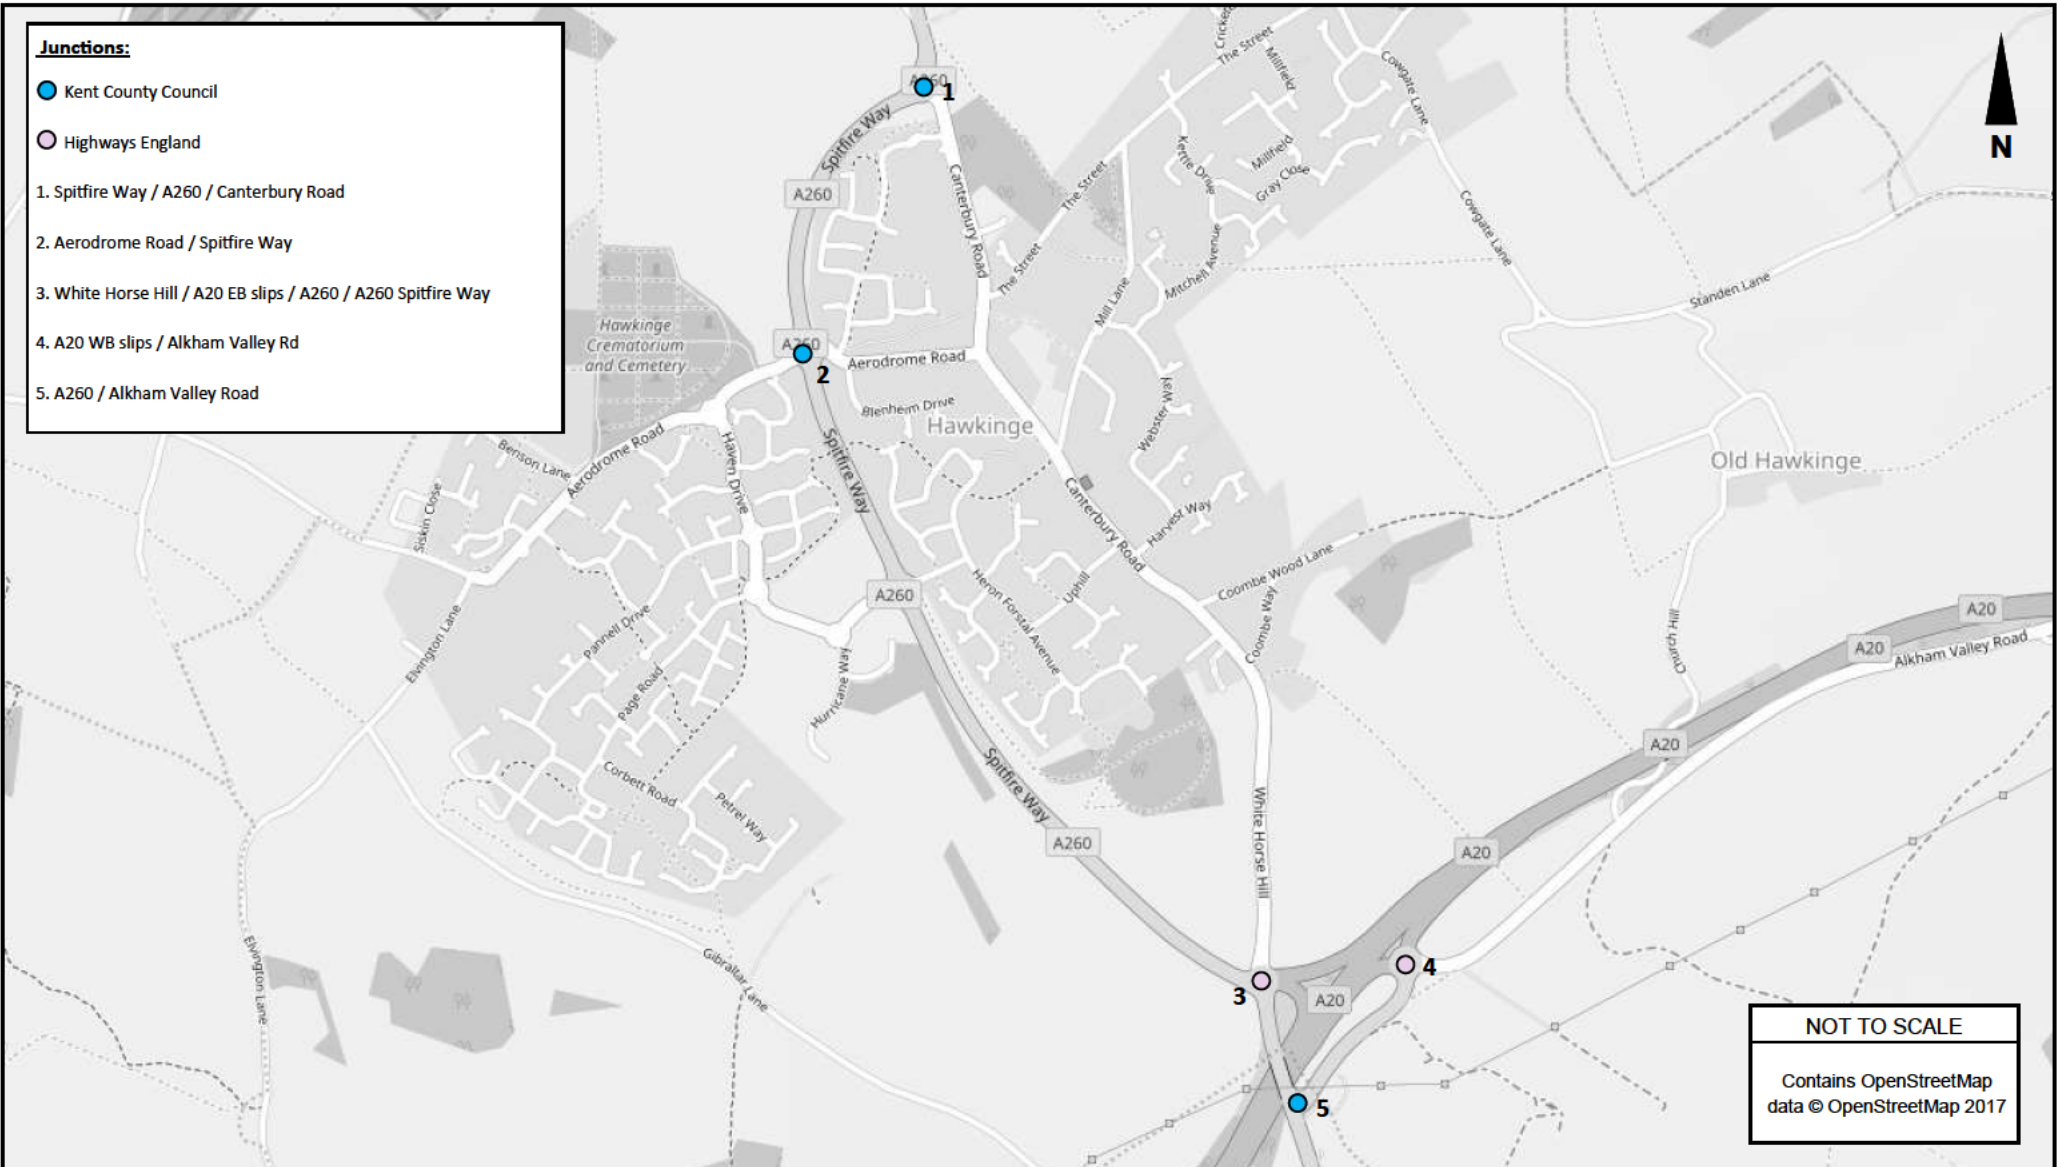 Junctions:
Kent County Council
Highways England
1. Spitfire Way / A260 / Canterbury Road
2. Aerodrome Road / Spitfire Way
3. White Horse Hill / A20 EB slips / A260 / A260 Spitfire Way
4. A20 WB slips / Alkham Valley Rd
5. A260 / Alkham Valley Road
A260
1
Spitfire Way
A260
Canterbury Road
The Street
Millfield
Cowgate Lane
N
The Street
Kettle Drive
Millfield
Gray Close
The Street
Mill Lane
Mitchell Avenue
Cowgate Lane
Standen Lane
Hawkinge
Crematorium
and Cemetery
A260
2
Aerodrome Road
Blenheim Drive
Hawkinge
Webster Way
Old Hawkinge
Benson Lane
Aerodrome Road
Haven Drive
Spitfire Way
Siskin Close
Canterbury Road
Harvest Way
Coombe Wood Lane
Coombe Way
Uphill
Heron Forstal Avenue
A260
Elvington Lane
Pannell Drive
Page Road
Hurricane Way
Church Hill
A20
A20
Alkham Valley Road
A20
Spitfire Way
Corbett Road
Petrel Way
A260
White Horse Hill
A20
Elvington Lane
Gibraltar Lane
3
4
A20
5
NOT TO SCALE
Contains OpenStreetMap
data © OpenStreetMap 2017